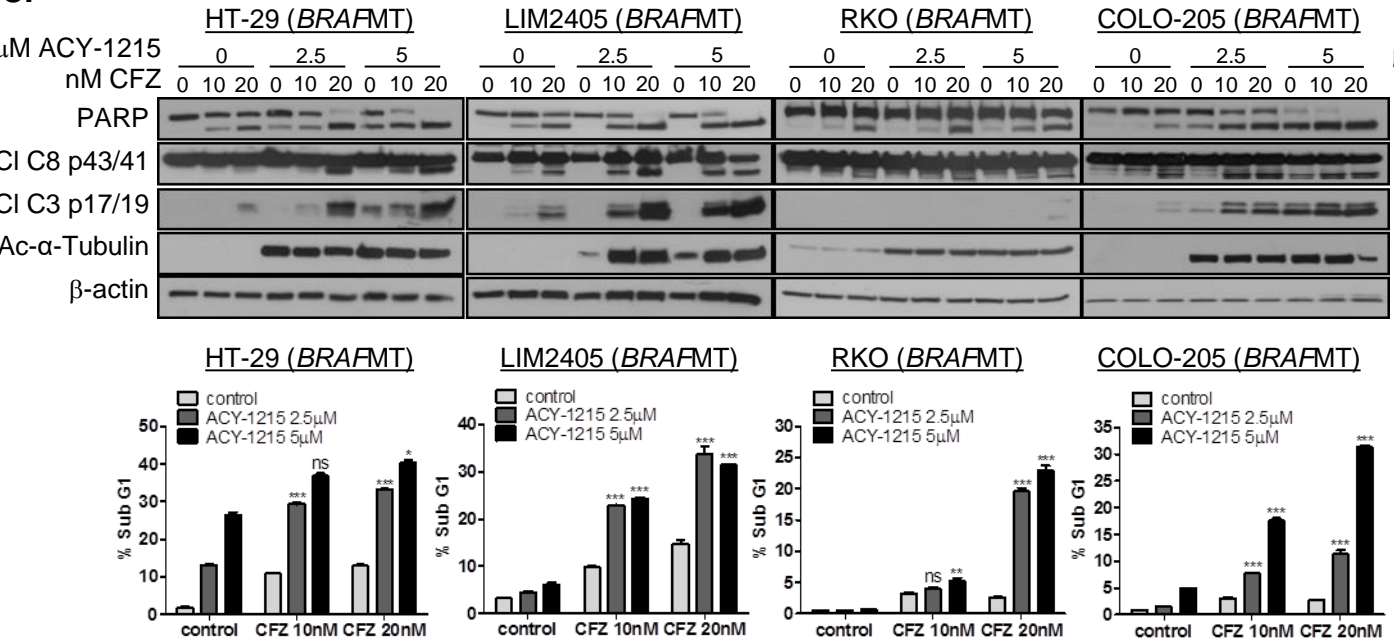 HT-29 (BRAFMT) LIM2405 (BRAFMT) RKO (BRAFMT) COLO-205 (BRAFMT)
μM ACY-1215 0 2.5 5 0 2.5 5 0 2.5 5 0 2.5 5
nM CFZ 0 10 20 0 10 20 0 10 20 0 10 20 0 10 20 0 10 20 0 10 20 0 10 20 0 10 20 0 10 20 0 10 20 0 10 20
PARP
Cl C8 p43/41
Cl C3 p17/19
Ac-α-Tubulin
β-actin
HT-29 (BRAFMT)
control
ACY-1215 2.5μM
ACY-1215 5μM
% Sub G1
50
40
30
20
10
0
ns
*
***
***
control CFZ 10nM CFZ 20nM
LIM2405 (BRAFMT)
control
ACY-1215 2.5μM
ACY-1215 5μM
% Sub G1
40
30
20
10
0
*** ***
*** ***
control CFZ 10nM CFZ 20nM
RKO (BRAFMT)
control
ACY-1215 2.5μM
ACY-1215 5μM
% Sub G1
30
25
20
15
10
5
0
ns **
*** ***
control CFZ 10nM CFZ 20nM
COLO-205 (BRAFMT)
control
ACY-1215 2.5μM
ACY-1215 5μM
% Sub G1
35
30
25
20
15
10
5
0
*** ***
*** ***
control CFZ 10nM CFZ 20nM